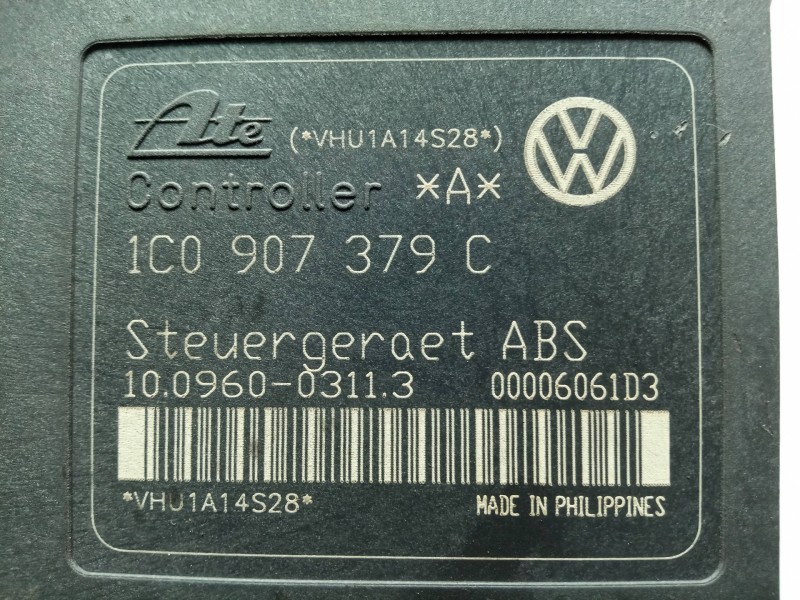 Ate (*VHU1A14S28*)
Controller *A*
1C0 907 379 C
Steuergeraet ABS
10.0960-0311.3 00006061D3
*VHU1A14S28* MADE IN PHILIPPINES